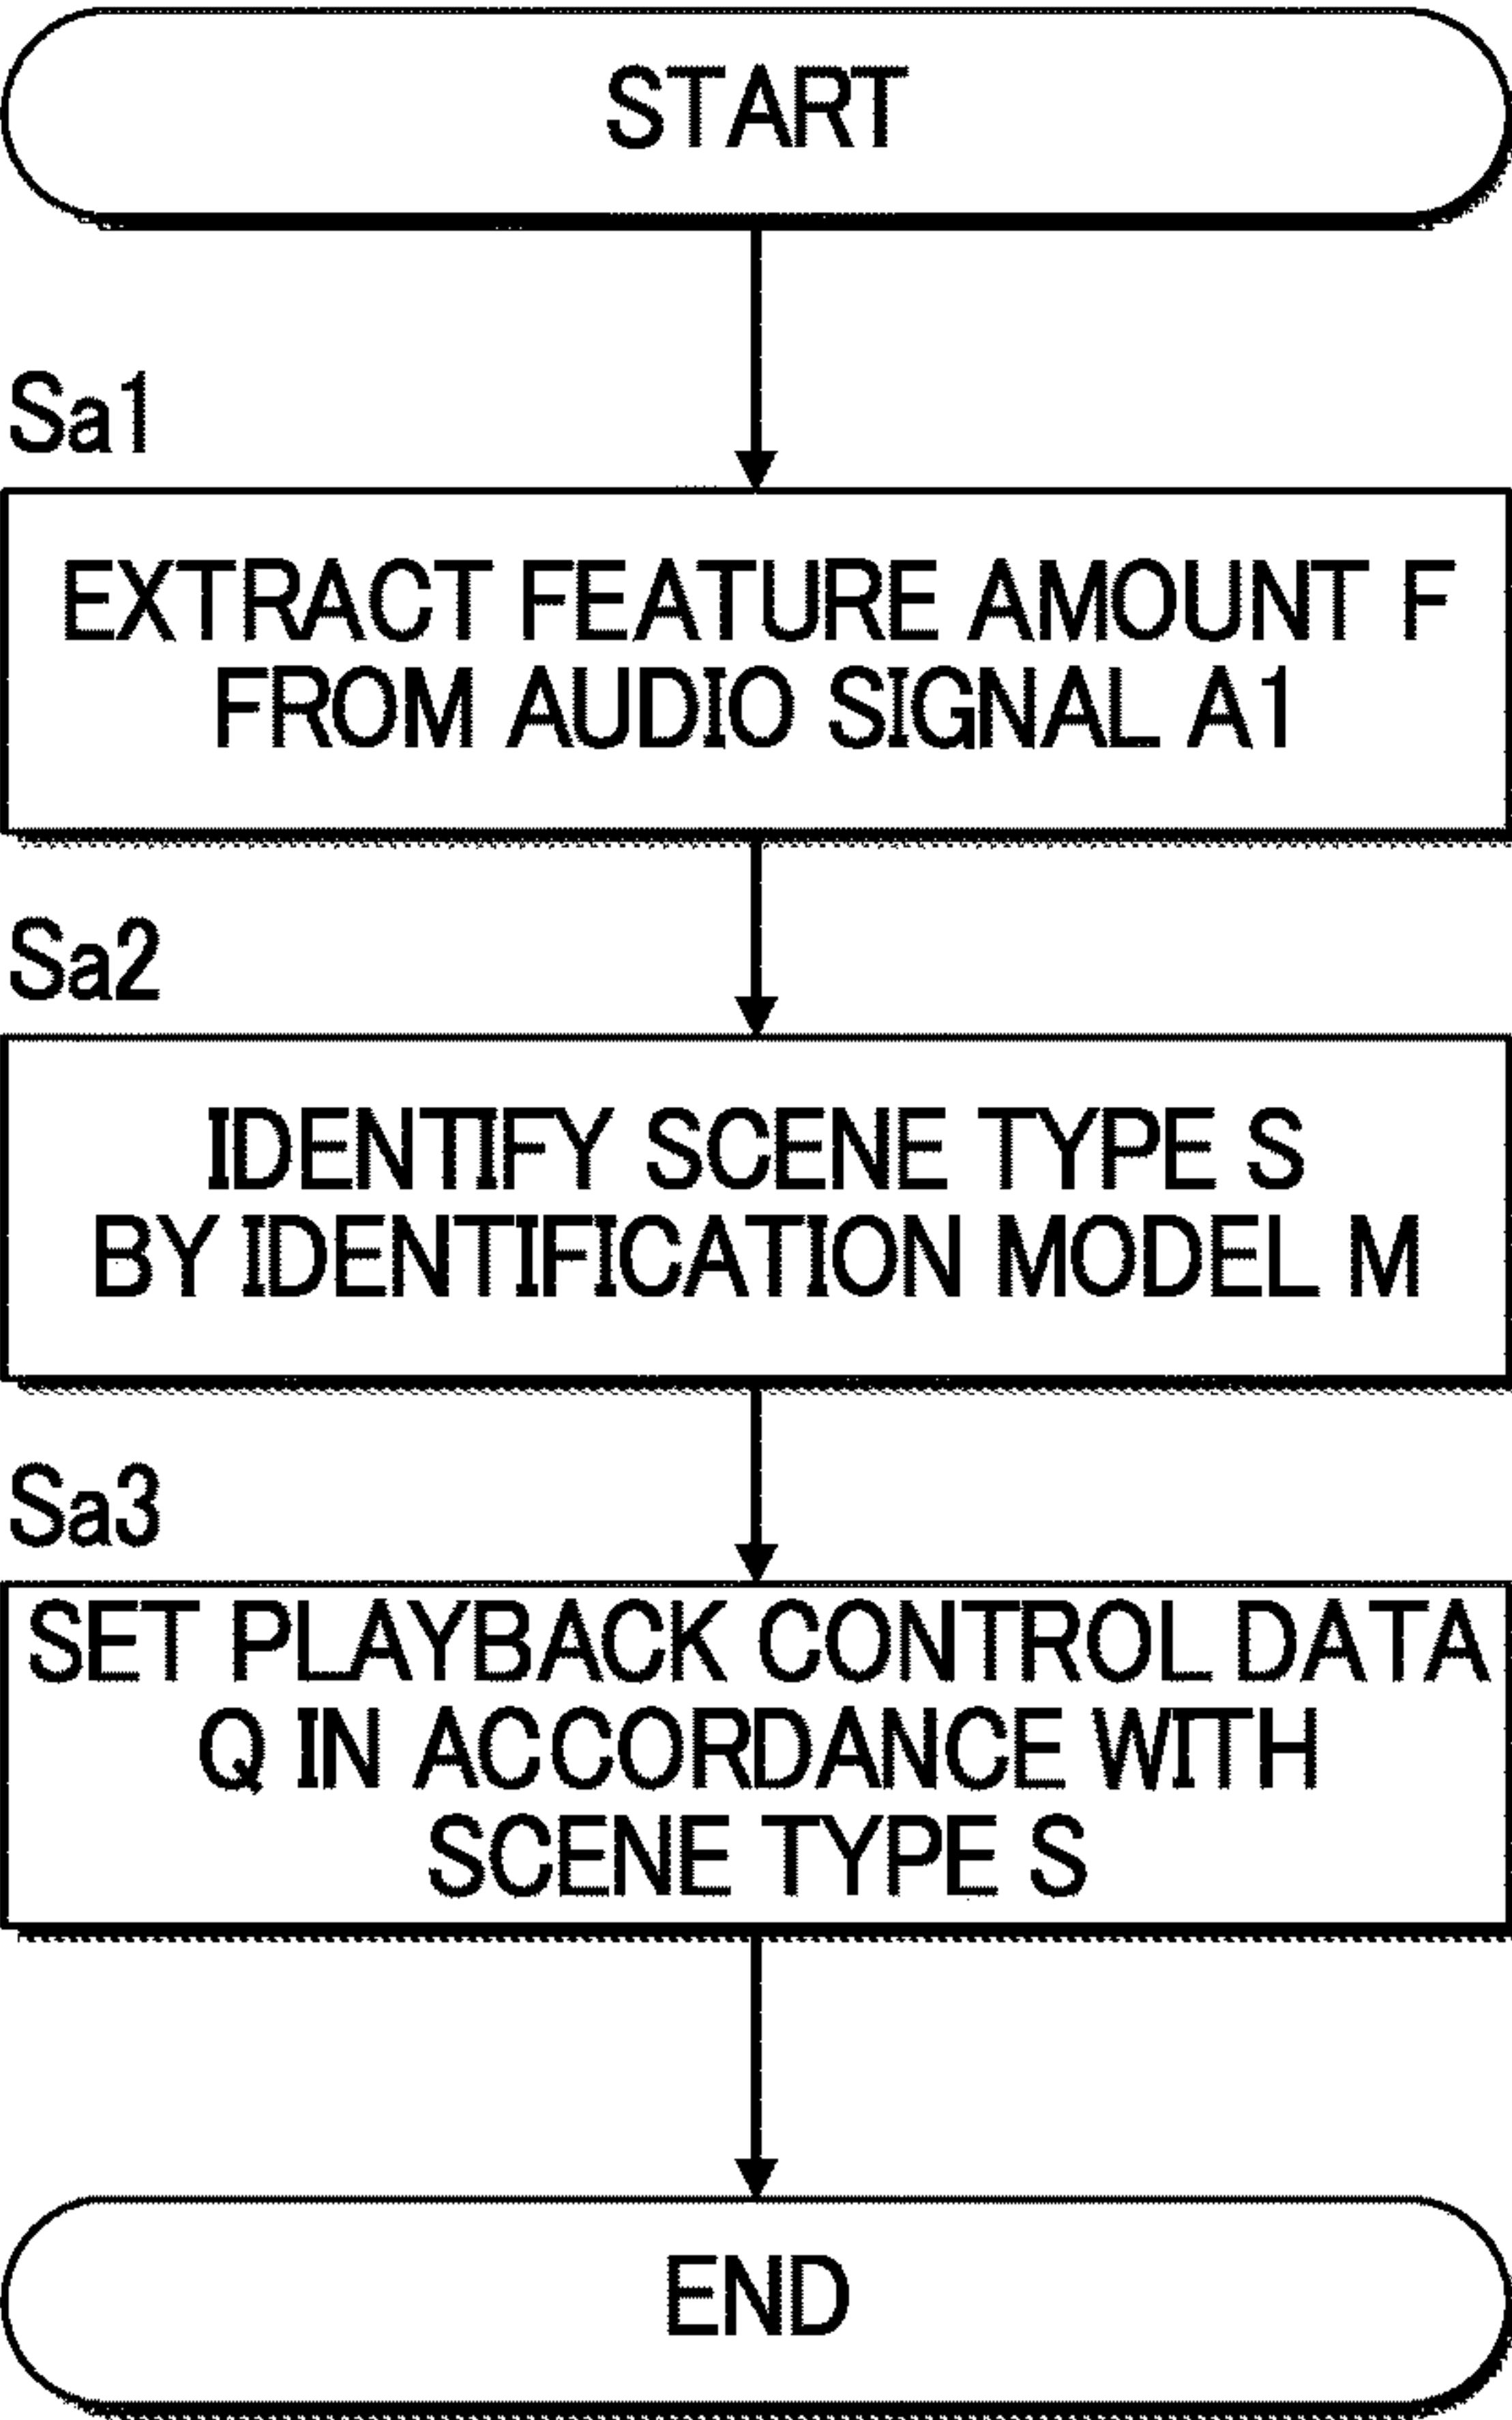 START
Sa1
EXTRACT FEATURE AMOUNT F
FROM AUDIO SIGNAL A1
Sa2
IDENTIFY SCENE TYPE S
BY IDENTIFICATION MODEL M
Sa3
SET PLAYBACK CONTROL DATA
Q IN ACCORDANCE WITH
SCENE TYPE S
END